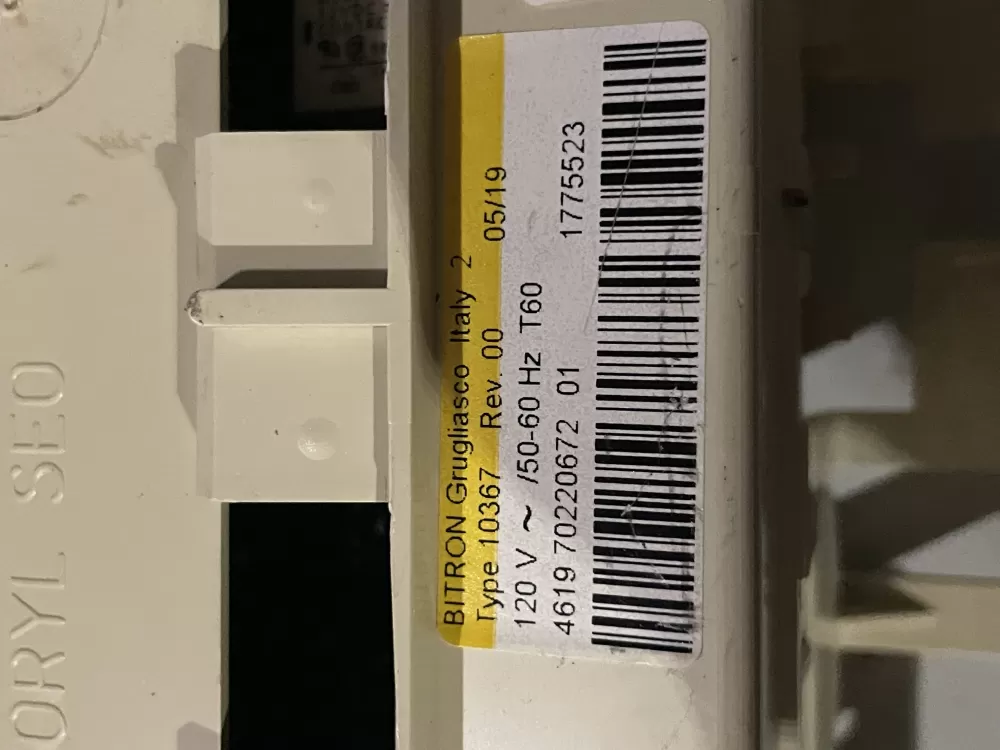 ORYL SE0
BITRON Grugliasco Italy 2
Type 10367 Rev. 00 05/19
120 V ~ /50-60 Hz T60
4619 70220672 01 1775523